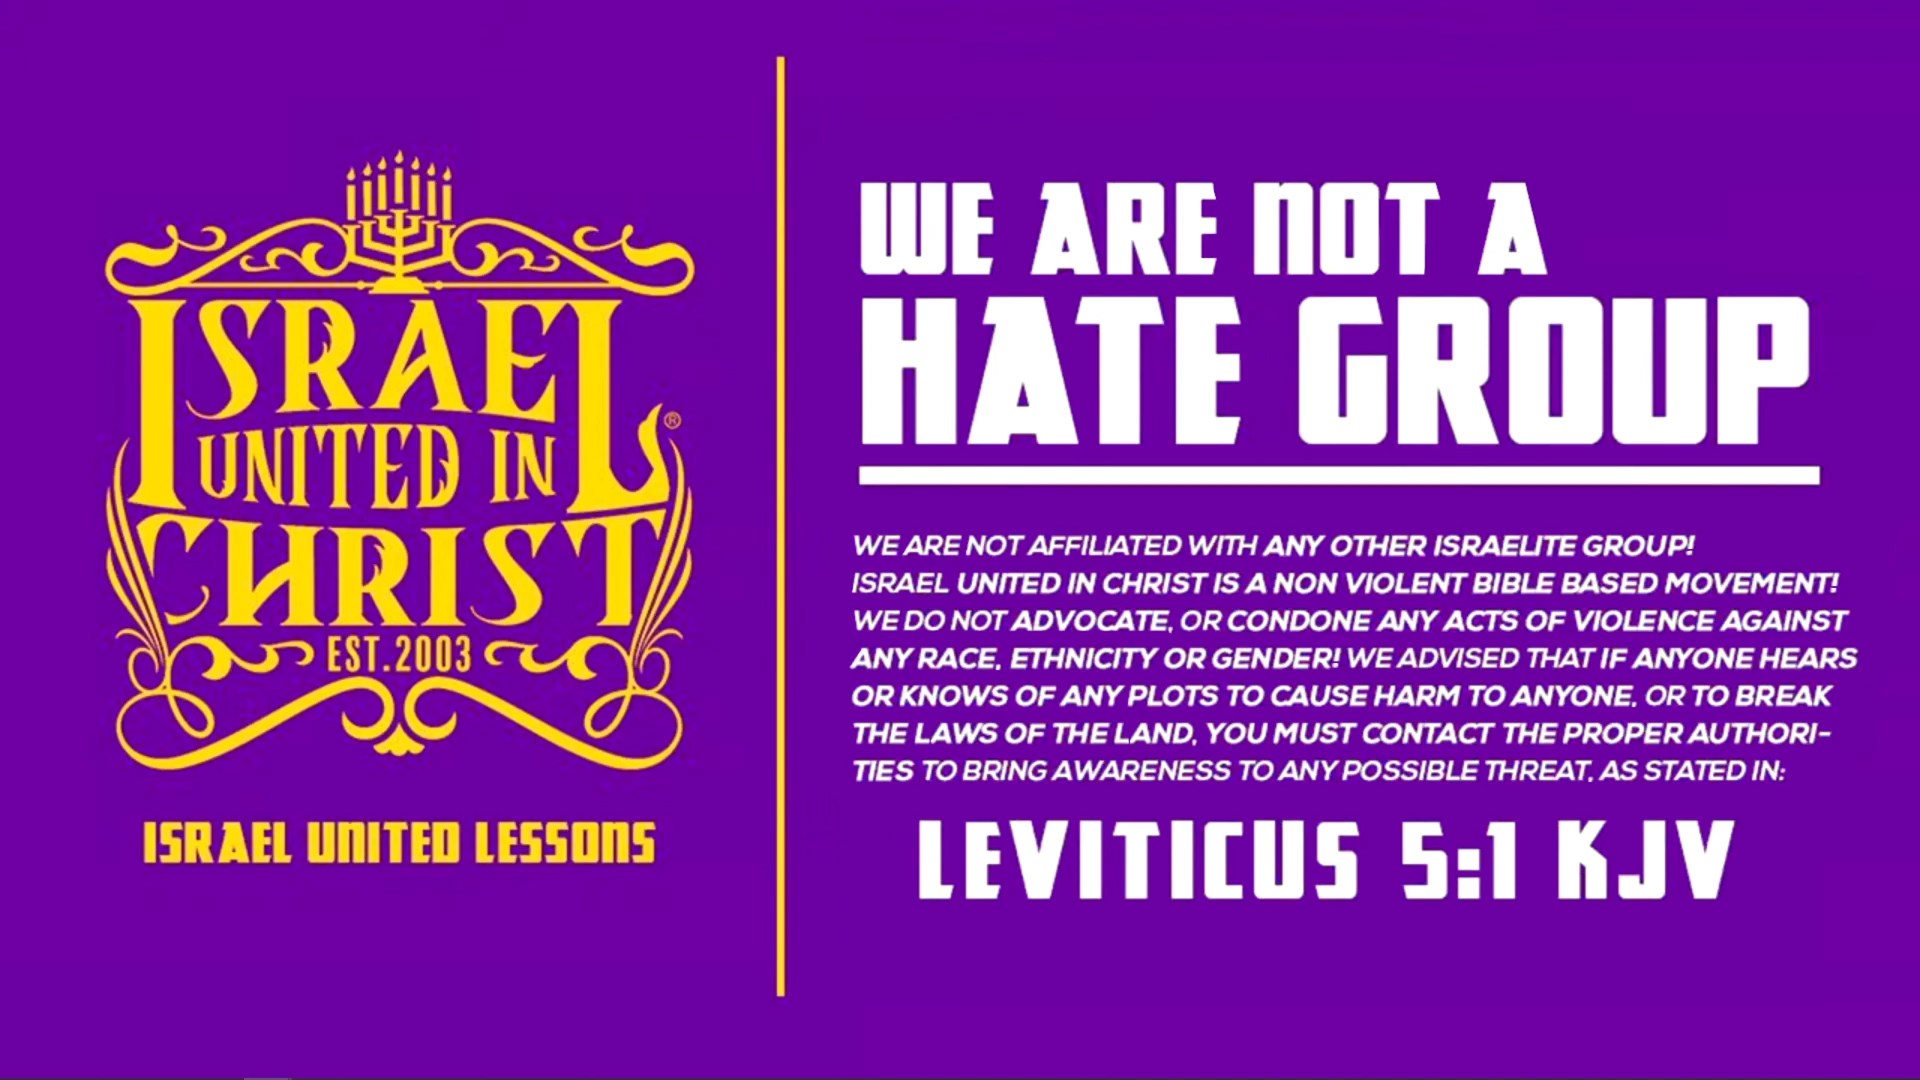 ISRAEL
UNITED IN
CHRIST
®
EST.2003
ISRAEL UNITED LESSONS
WE ARE NOT A
HATE GROUP
WE ARE NOT AFFILIATED WITH ANY OTHER ISRAELITE GROUP!
ISRAEL UNITED IN CHRIST IS A NON VIOLENT BIBLE BASED MOVEMENT!
WE DO NOT ADVOCATE, OR CONDONE ANY ACTS OF VIOLENCE AGAINST
ANY RACE, ETHNICITY OR GENDER! WE ADVISED THAT IF ANYONE HEARS
OR KNOWS OF ANY PLOTS TO CAUSE HARM TO ANYONE, OR TO BREAK
THE LAWS OF THE LAND, YOU MUST CONTACT THE PROPER AUTHORI-
TIES TO BRING AWARENESS TO ANY POSSIBLE THREAT, AS STATED IN:
LEVITICUS 5:1 KJV